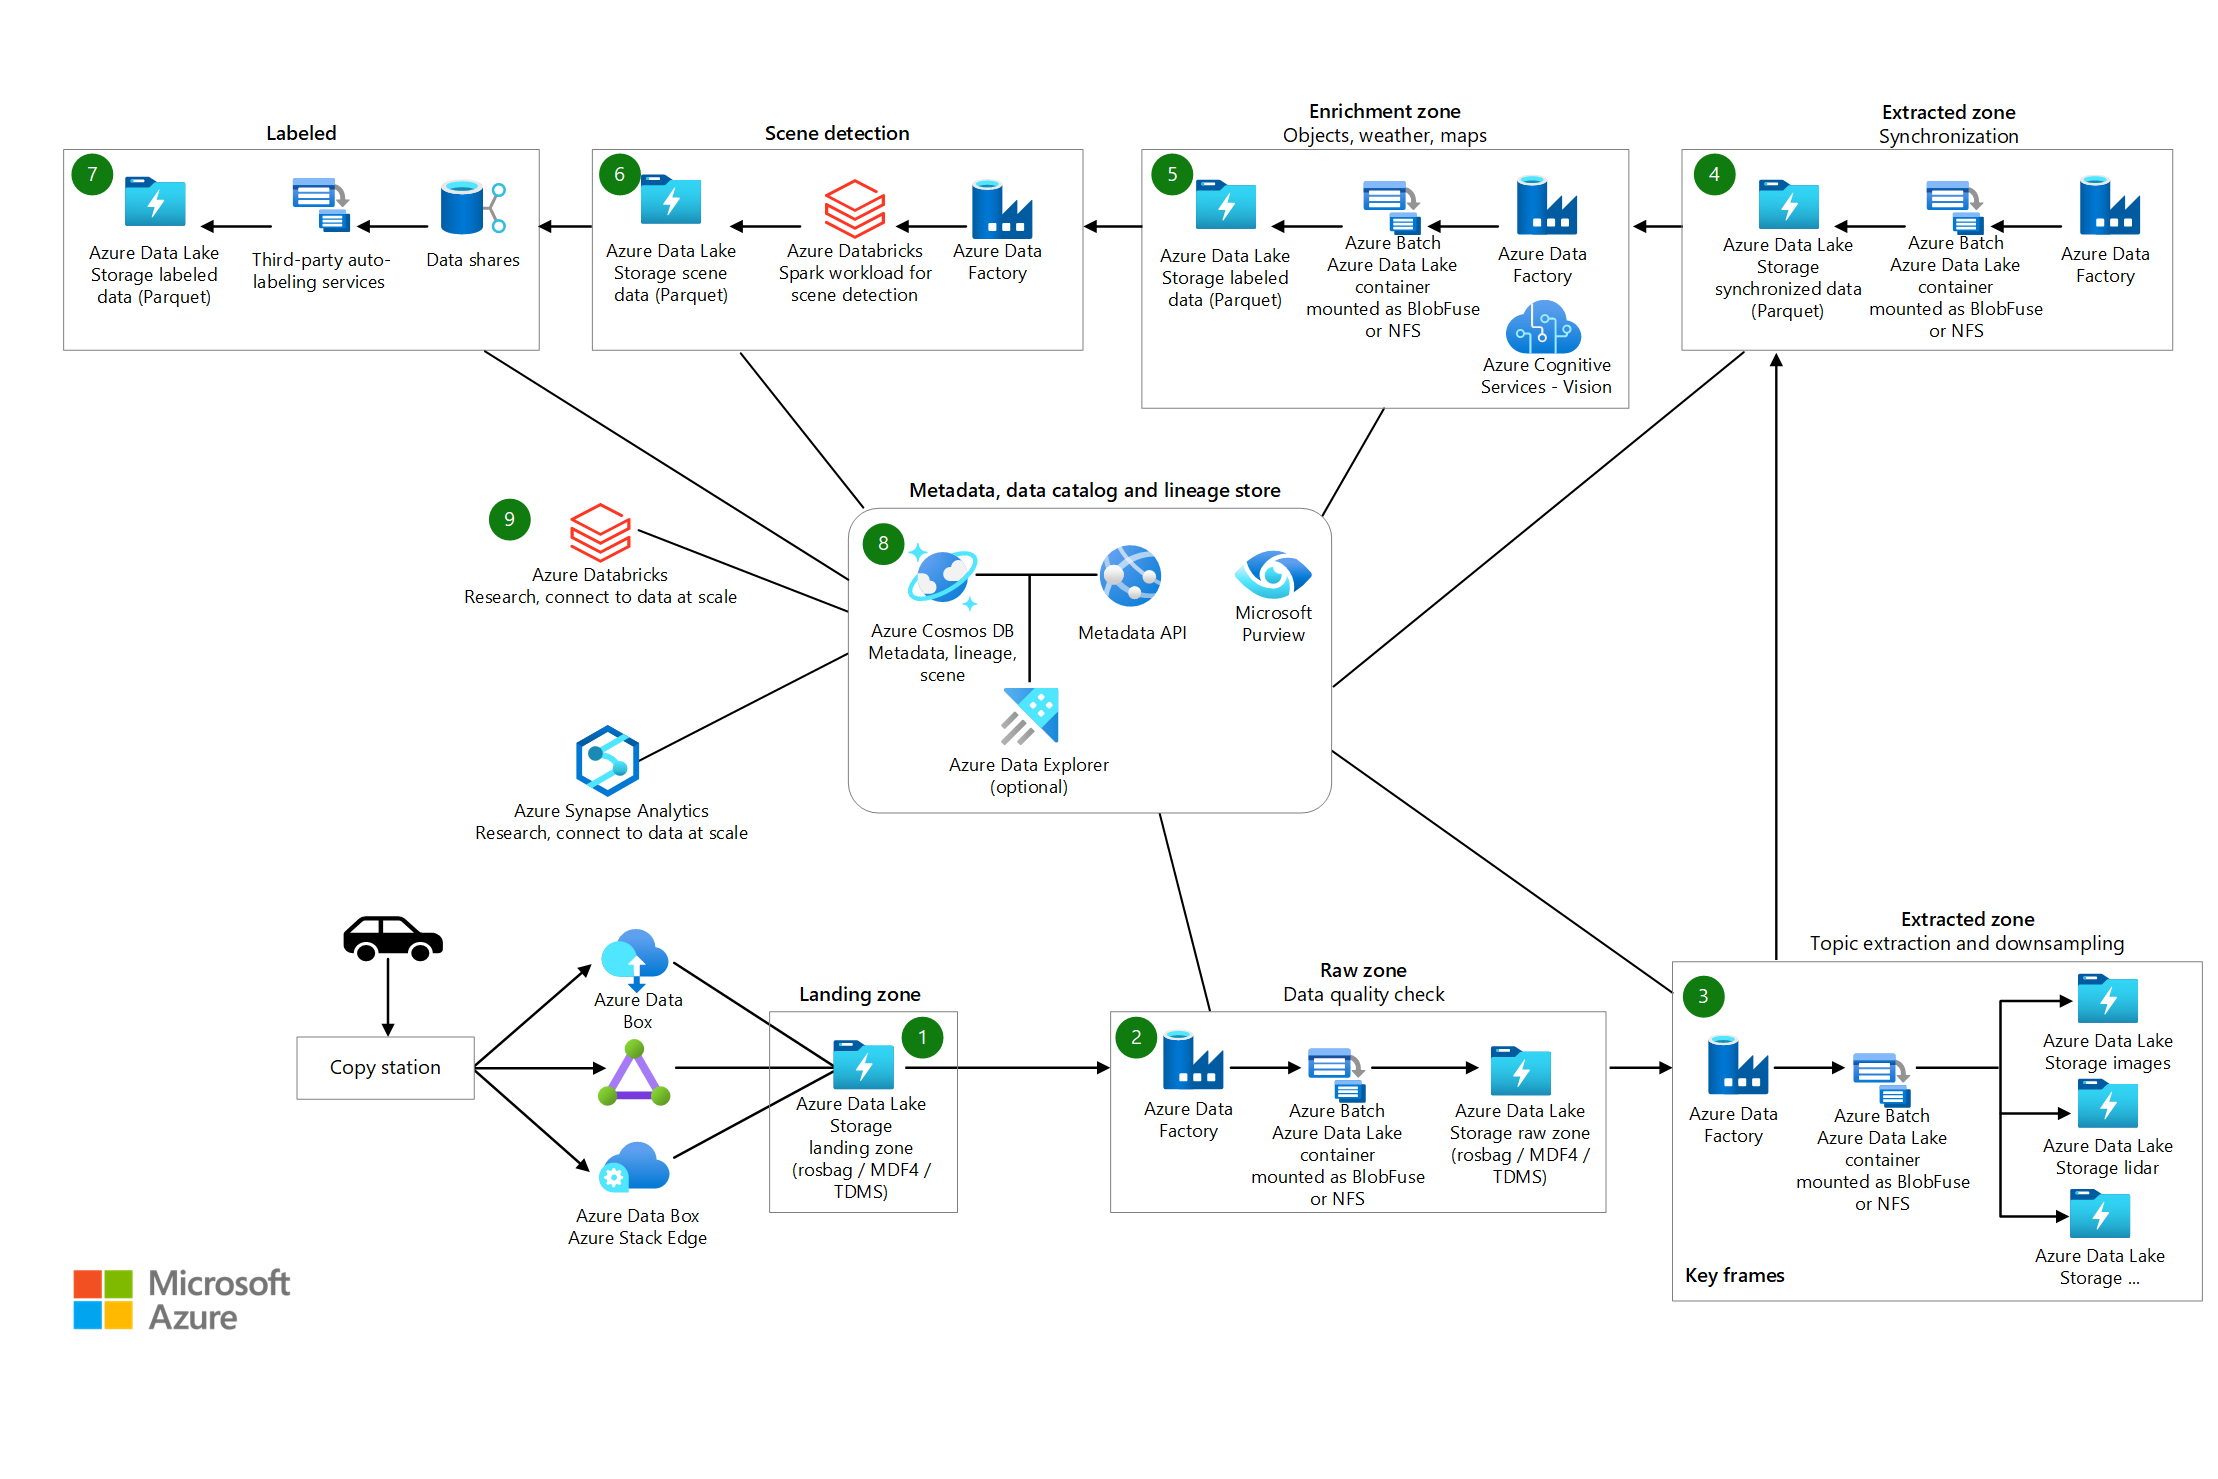 Labeled
7
Azure Data Lake
Storage labeled
data (Parquet)
Third-party auto-
labeling services
Data shares
Scene detection
6
Azure Data Lake
Storage scene
data (Parquet)
Azure Databricks
Spark workload for
scene detection
Azure Data
Factory
Enrichment zone
Objects, weather, maps
5
Azure Data Lake
Storage labeled
data (Parquet)
Azure Batch
Azure Data Lake
container
mounted as BlobFuse
or NFS
Azure Data
Factory
Azure Cognitive
Services - Vision
Extracted zone
Synchronization
4
Azure Data Lake
Storage
synchronized data
(Parquet)
Azure Batch
Azure Data Lake
container
mounted as BlobFuse
or NFS
Azure Data
Factory
Metadata, data catalog and lineage store
8
Azure Cosmos DB
Metadata, lineage,
scene
Metadata API
Microsoft
Purview
Azure Data Explorer
(optional)
9
Azure Databricks
Research, connect to data at scale
Azure Synapse Analytics
Research, connect to data at scale
Copy station
Azure Data
Box
Azure Data Box
Azure Stack Edge
Landing zone
1
Azure Data Lake
Storage
landing zone
(rosbag / MDF4 /
TDMS)
Raw zone
Data quality check
2
Azure Data
Factory
Azure Batch
Azure Data Lake
container
mounted as BlobFuse
or NFS
Azure Data Lake
Storage raw zone
(rosbag / MDF4 /
TDMS)
Extracted zone
Topic extraction and downsampling
3
Azure Data
Factory
Azure Batch
Azure Data Lake
container
mounted as BlobFuse
or NFS
Azure Data Lake
Storage images
Azure Data Lake
Storage lidar
Azure Data Lake
Storage ...
Key frames
Microsoft
Azure